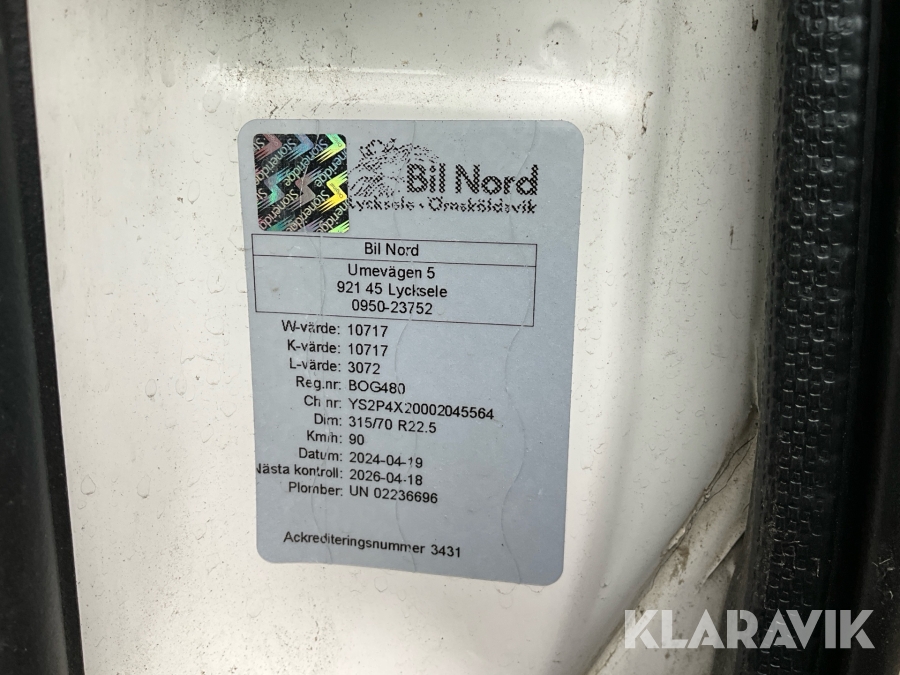 Stoneridge
Bil Nord
Lycksele · Örnsköldsvik
Bil Nord
Umevägen 5
921 45 Lycksele
0950-23752
W-värde: 10717
K-värde: 10717
L-värde: 3072
Reg.nr: BOG480
Ch nr: YS2P4X20002045564
Dim: 315/70 R22.5
Km/h: 90
Datum: 2024-04-19
Nästa kontroll: 2026-04-18
Plomber: UN 02236696
Ackrediteringsnummer 3431
KLARAVIK